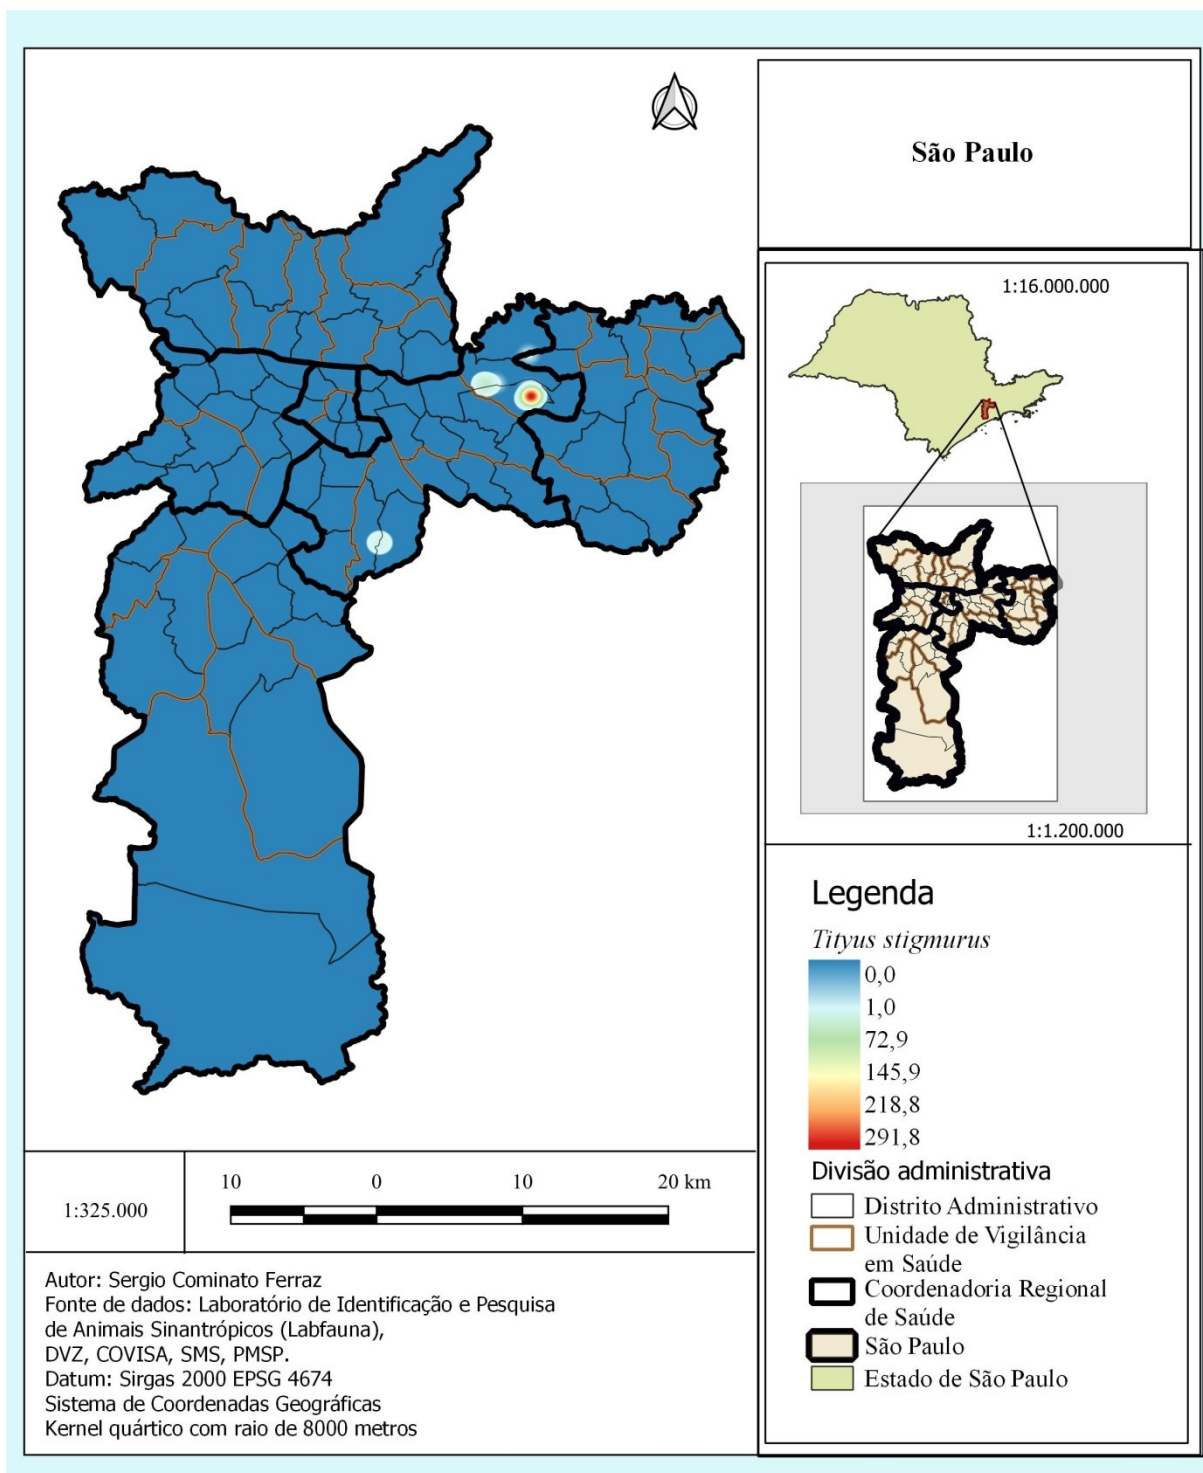 São Paulo
1:16.000.000
1:1.200.000
Legenda
Tityus stigmurus
0,0
1,0
72,9
145,9
218,8
291,8
Divisão administrativa
Distrito Administrativo
Unidade de Vigilância
em Saúde
Coordenadoria Regional
de Saúde
São Paulo
Estado de São Paulo
1:325.000
10 0 10 20 km
Autor: Sergio Cominato Ferraz
Fonte de dados: Laboratório de Identificação e Pesquisa
de Animais Sinantrópicos (Labfauna),
DVZ, COVISA, SMS, PMSP.
Datum: Sirgas 2000 EPSG 4674
Sistema de Coordenadas Geográficas
Kernel quártico com raio de 8000 metros